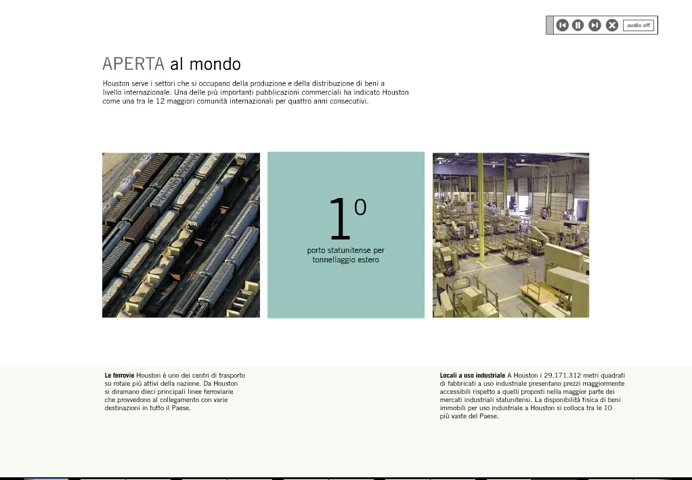 audio off
APERTA al mondo
Houston serve i settori che si occupano della produzione e della distribuzione di beni a
livello internazionale. Una delle più importanti pubblicazioni commerciali ha indicato Houston
come una tra le 12 maggiori comunità internazionali per quattro anni consecutivi.
1⁰
porto statunitense per
tonnellaggio estero
Le ferrovie Houston è uno dei centri di trasporto
su rotaie più attivi della nazione. Da Houston
si diramano dieci principali linee ferroviarie
che provvedono al collegamento con varie
destinazioni in tutto il Paese.
Locali a uso industriale A Houston i 29.171.312 metri quadrati
di fabbricati a uso industriale presentano prezzi maggiormente
accessibili rispetto a quelli proposti nella maggior parte dei
mercati industriali statunitensi. La disponibilità fisica di beni
immobili per uso industriale a Houston si colloca tra le 10
più vaste del Paese.